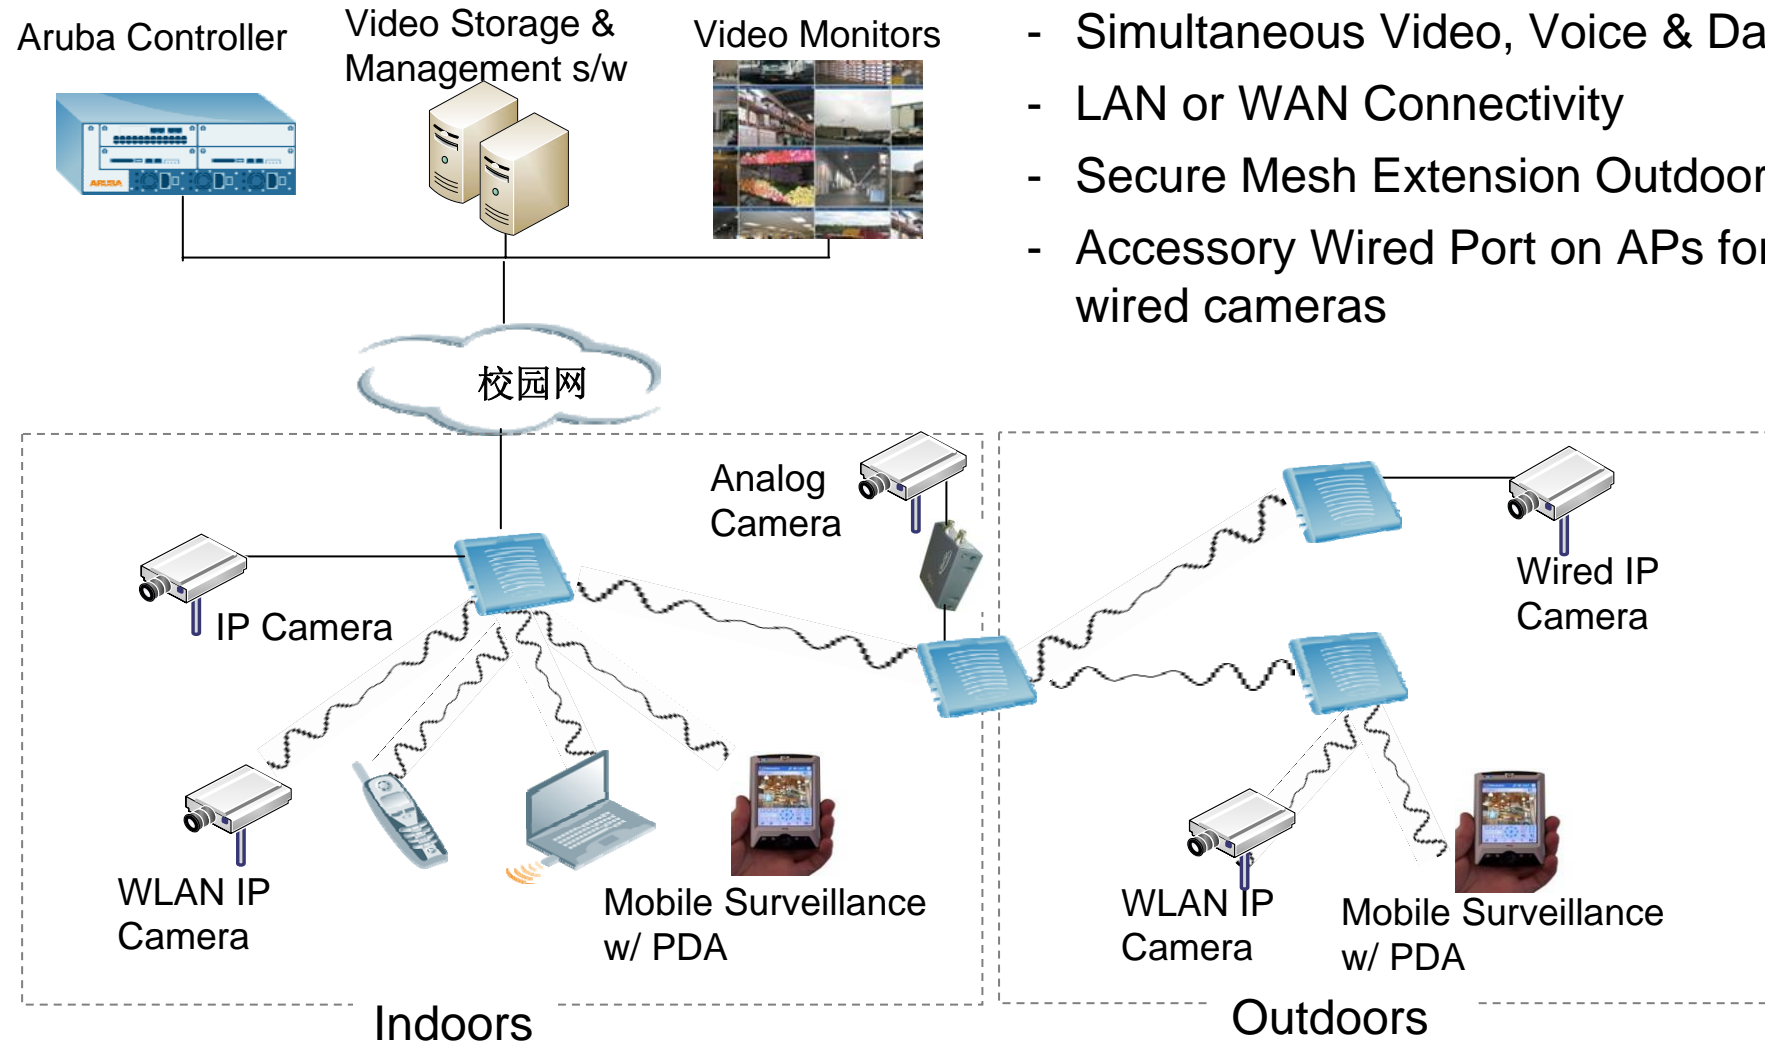 Aruba Controller
Video Storage &
Management s/w
Video Monitors
- Simultaneous Video, Voice & Da
- LAN or WAN Connectivity
- Secure Mesh Extension Outdoor
- Accessory Wired Port on APs for
wired cameras
ARUBA
校园网
Analog
Camera
IP Camera
Wired IP
Camera
WLAN IP
Camera
Mobile Surveillance
w/ PDA
WLAN IP
Camera
Mobile Surveillance
w/ PDA
Indoors
Outdoors